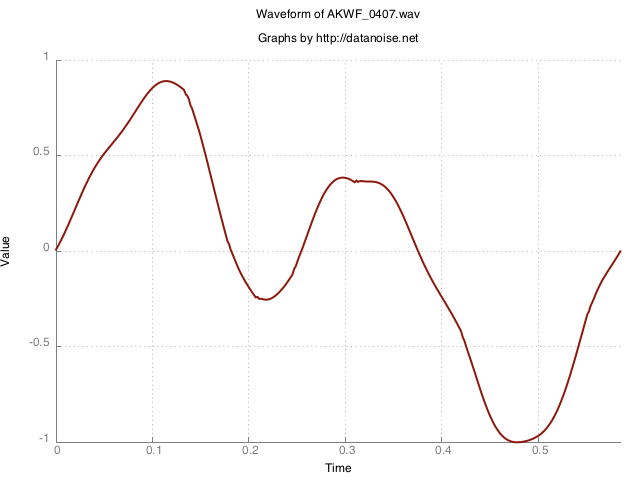 Waveform of AKWF_0407.wav
Graphs by http://datanoise.net
1
0.5
0
-0.5
-1
Value
0 0.1 0.2 0.3 0.4 0.5
Time